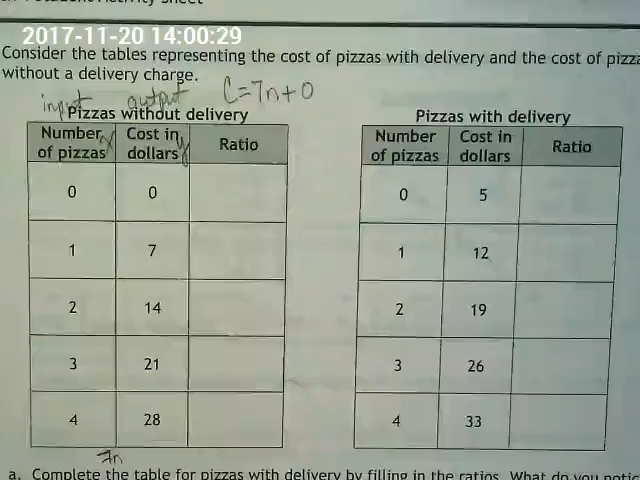 2017-11-20 14:00:29
Consider the tables representing the cost of pizzas with delivery and the cost of
without a delivery charge.
input output C=7n+0
Pizzas without delivery
Number of pizzas x Cost in dollars y Ratio
0 0
1 7
2 14
3 21
4 28
7n
Pizzas with delivery
Number of pizzas Cost in dollars Ratio
0 5
1 12
2 19
3 26
4 33
a. Complete the table for pizzas with delivery by filling in the ratios. What do you